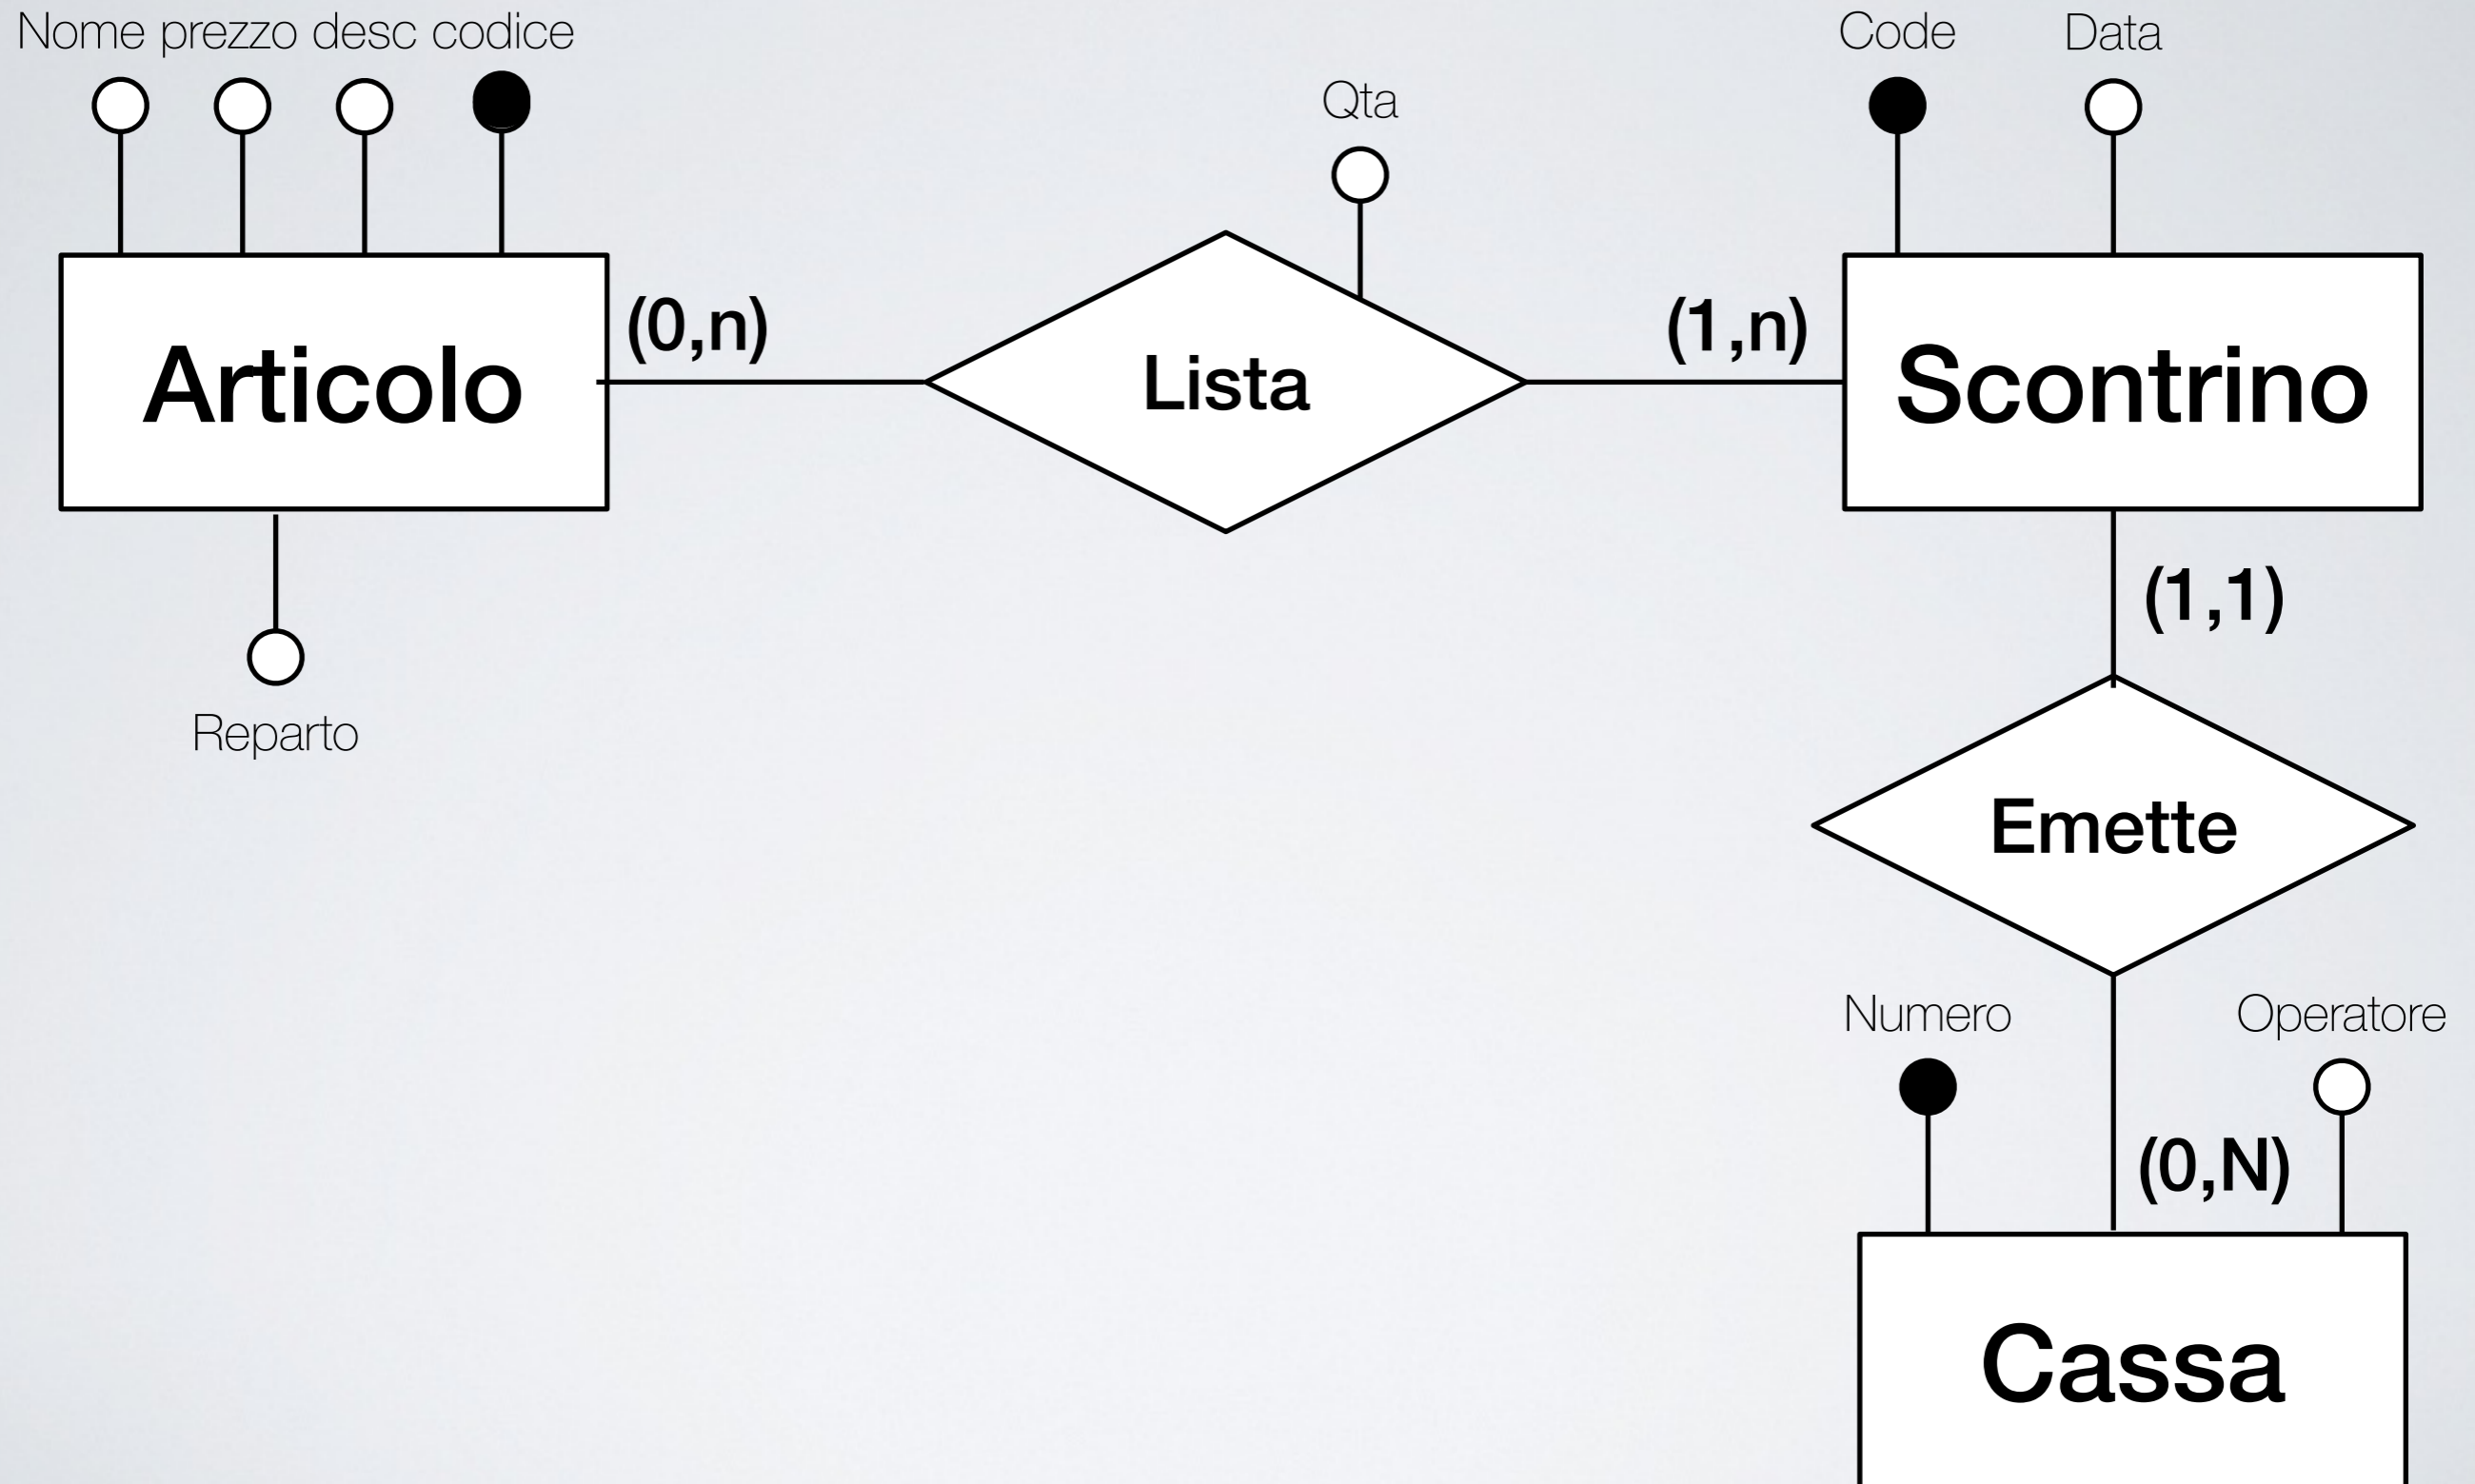 Nome prezzo desc codice
Code
Data
Qta
(0,n)
(1,n)
Articolo
Lista
Scontrino
(1,1)
Reparto
Emette
Numero
Operatore
(0,N)
Cassa